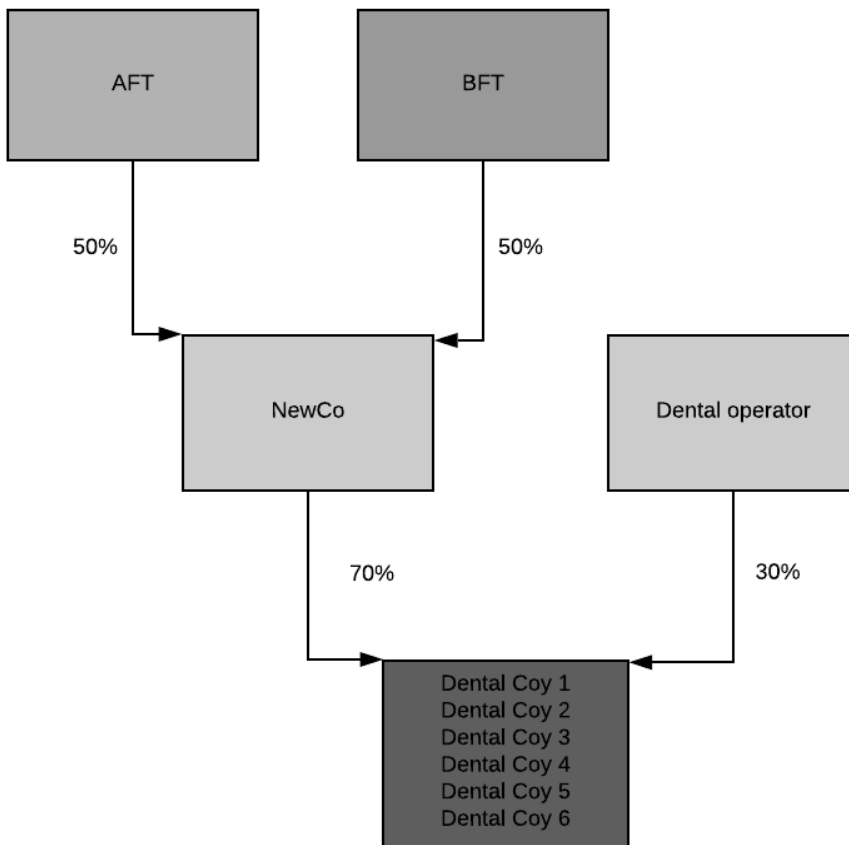 AFT
BFT
50%
50%
NewCo
Dental operator
70%
30%
Dental Coy 1
Dental Coy 2
Dental Coy 3
Dental Coy 4
Dental Coy 5
Dental Coy 6